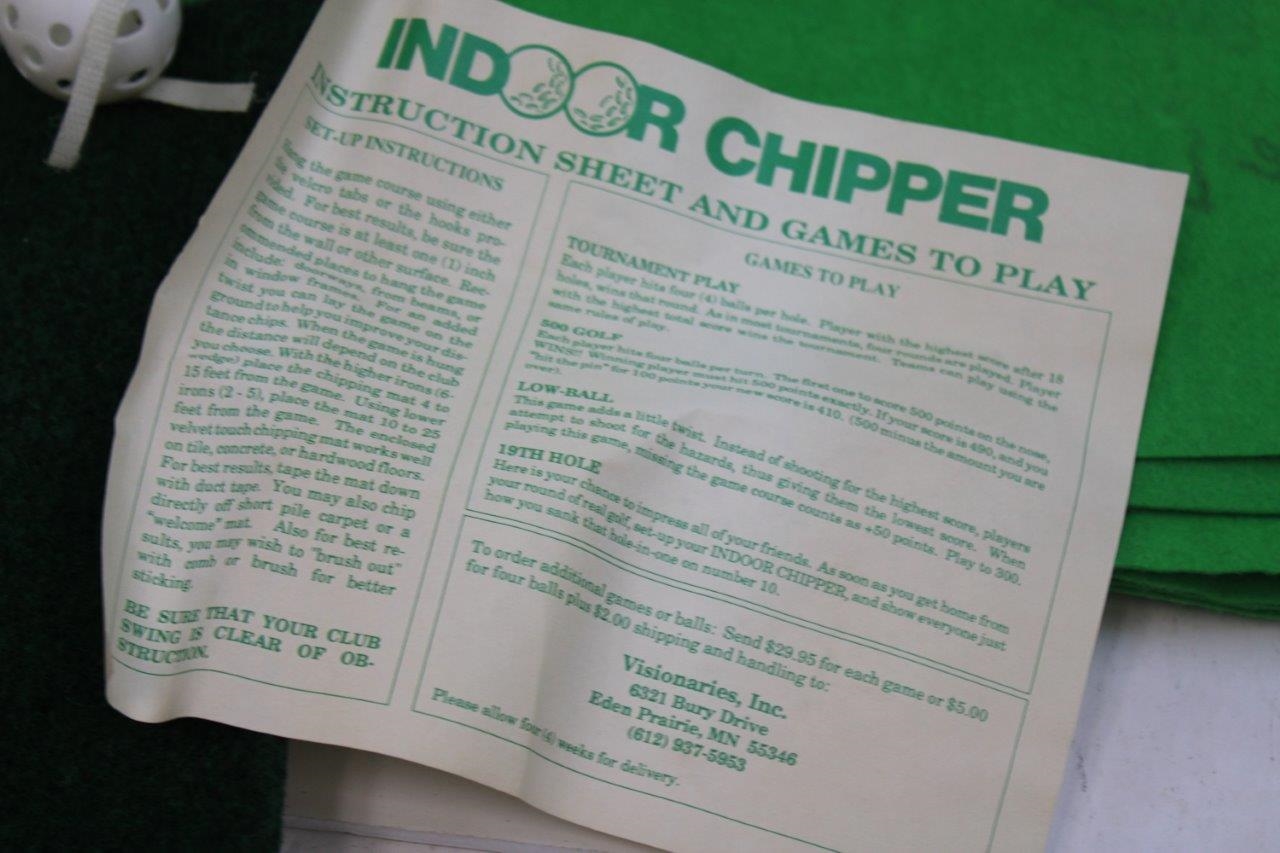 INDOOR CHIPPER
INSTRUCTION SHEET AND GAMES TO PLAY
SET-UP INSTRUCTIONS
Hang the game course using either
the velcro tabs or the hooks pro-
vided. For best results, be sure the
game course is at least one (1) inch
from the wall or other surface. Rec-
ommended places to hang the game
include: doorways, from beams, or
in window frames. For an added
twist you can lay the game on the
ground to help you improve your dis-
tance chips. When the game is hung
the distance will depend on the club
you choose. With the higher irons (6-
wedge) place the chipping mat 4 to
15 feet from the game. Using lower
irons (2 - 5), place the mat 10 to 25
feet from the game. The enclosed
velvet touch chipping mat works well
on tile, concrete, or hardwood floors.
For best results, tape the mat down
with duct tape. You may also chip
directly off short pile carpet or a
"welcome" mat. Also for best re-
sults, you may wish to "brush out"
with comb or brush for better
sticking.
BE SURE THAT YOUR CLUB
SWING IS CLEAR OF OB-
STRUCTION.
GAMES TO PLAY
TOURNAMENT PLAY
Each player hits four (4) balls per hole. Player with the highest score after 18
holes, wins that round. As in most tournaments, four rounds are played. Player
with the highest total score wins the tournament. Teams can play using the
same rules of play.
500 GOLF
Each player hits four balls per turn. The first one to score 500 points on the nose,
WINS!! Winning player must hit 500 points exactly. If your score is 490, and you
"hit the pin" for 100 points your new score is 410. (500 minus the amount you are
over).
LOW-BALL
This game adds a little twist. Instead of shooting for the highest score, players
attempt to shoot for the hazards, thus giving them the lowest score. When
playing this game, missing the game course counts as +50 points. Play to 300.
19TH HOLE
Here is your chance to impress all of your friends. As soon as you get home from
your round of real golf, set-up your INDOOR CHIPPER, and show everyone just
how you sank that hole-in-one on number 10.
To order additional games or balls: Send $29.95 for each game or $5.00
for four balls plus $2.00 shipping and handling to:
Visionaries, Inc.
6321 Bury Drive
Eden Prairie, MN 55346
(612) 937-5953
Please allow four (4) weeks for delivery.